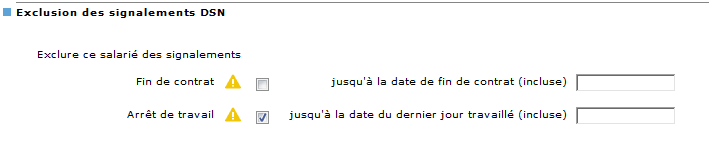 Exclusion des signalements DSN
Exclure ce salarié des signalements
Fin de contrat jusqu'à la date de fin de contrat (incluse)
Arrêt de travail jusqu'à la date du dernier jour travaillé (incluse)